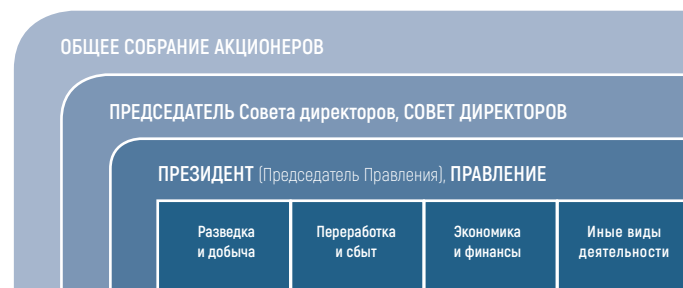 ОБЩЕЕ СОБРАНИЕ АКЦИОНЕРОВ
ПРЕДСЕДАТЕЛЬ Совета директоров, СОВЕТ ДИРЕКТОРОВ
ПРЕЗИДЕНТ (Председатель Правления), ПРАВЛЕНИЕ
Разведка
и добыча
Переработка
и сбыт
Экономика
и финансы
Иные виды
деятельности